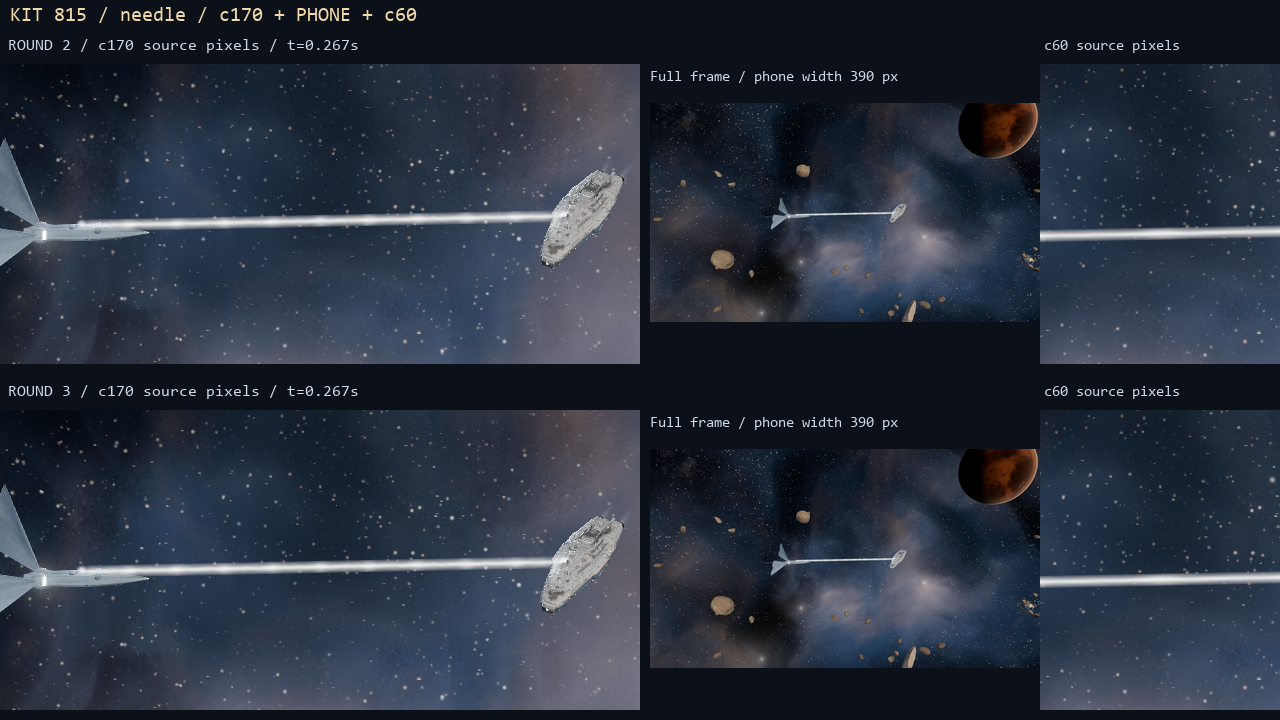 KIT 815 / needle / c170 + PHONE + c60
ROUND 2 / c170 source pixels / t=0.267s
c60 source pixels
Full frame / phone width 390 px
ROUND 3 / c170 source pixels / t=0.267s
c60 source pixels
Full frame / phone width 390 px